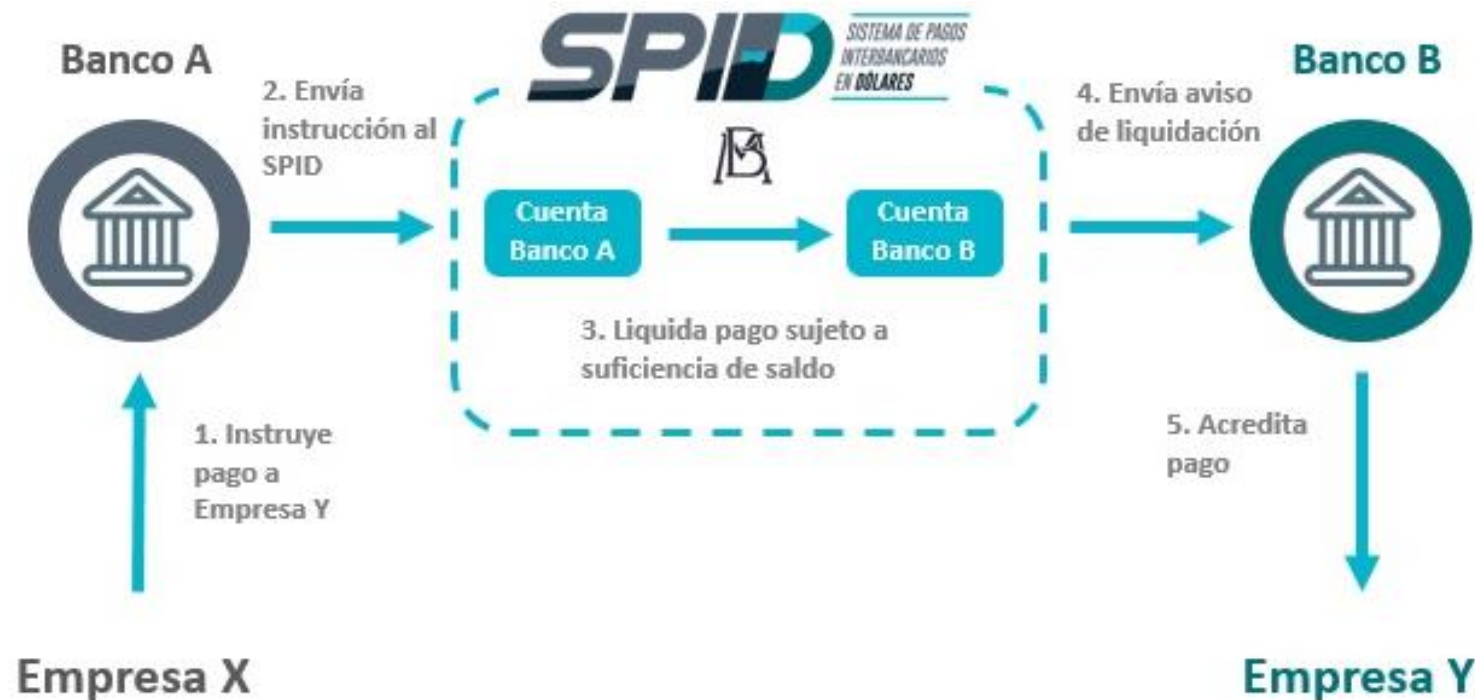 Banco A
2. Envía
instrucción al
SPID
SPID
SISTEMA DE PAGOS
INTERBANCARIOS
EN DÓLARES
4. Envía aviso
de liquidación
Banco B
Cuenta
Banco A
Cuenta
Banco B
3. Liquida pago sujeto a
suficiencia de saldo
1. Instruye
pago a
Empresa Y
5. Acredita
pago
Empresa X
Empresa Y